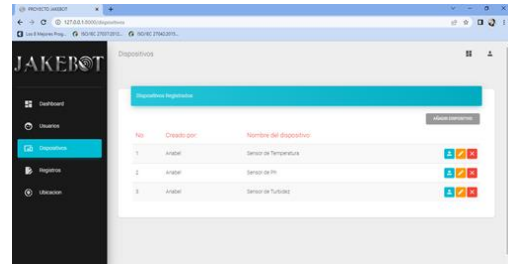 PROYECTO JAKEBOT
127.0.0.1:8000/dispositivos
JAKEBOT
Dispositivos
Dashboard
Usuarios
Dispositivos
Registros
Ubicacion
Dispositivos Registrados
AÑADIR DISPOSITIVO
No. Creado por Nombre del dispositivo
1 Anabel Sensor de Temperatura
2 Anabel Sensor de PH
3 Anabel Sensor de Turbidez